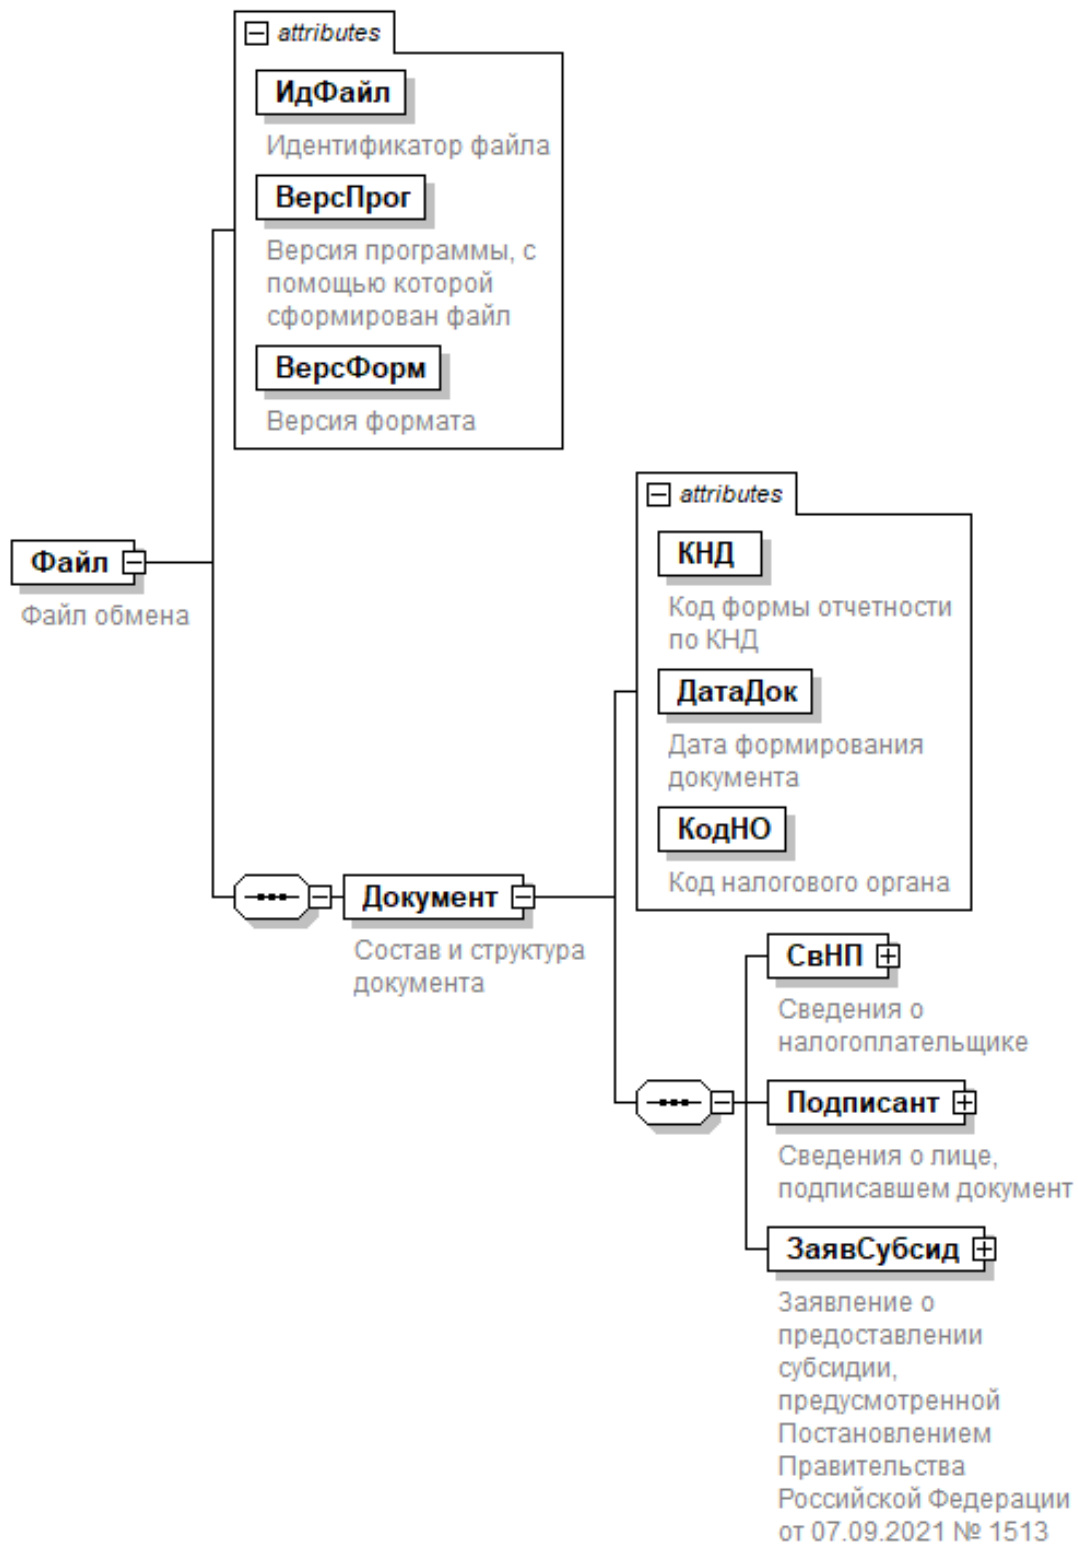 attributes
ИдФайл
Идентификатор файла
ВерсПрог
Версия программы, с
помощью которой
сформирован файл
ВерсФорм
Версия формата
Файл
Файл обмена
attributes
КНД
Код формы отчетности
по КНД
ДатаДок
Дата формирования
документа
КодНО
Код налогового органа
Документ
Состав и структура
документа
СвНП
Сведения о
налогоплательщике
Подписант
Сведения о лице,
подписавшем документ
ЗаявСубсид
Заявление о
предоставлении
субсидии,
предусмотренной
Постановлением
Правительства
Российской Федерации
от 07.09.2021 № 1513